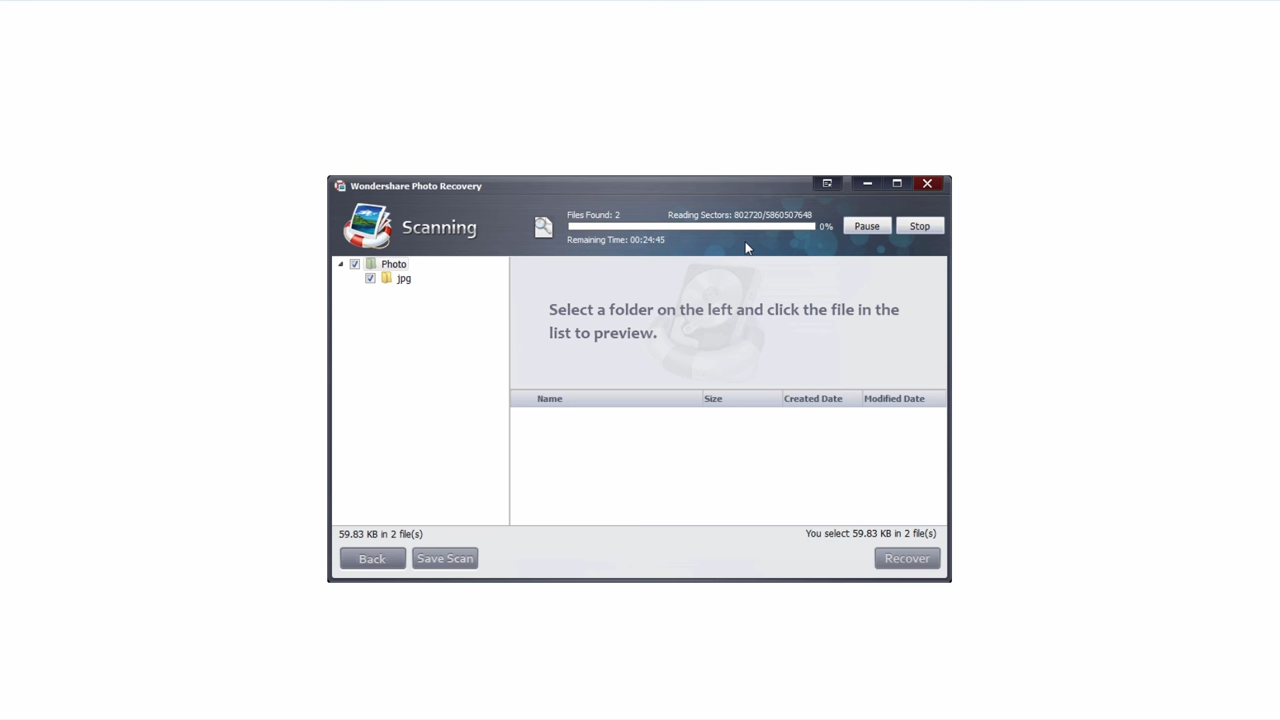 Wondershare Photo Recovery
Scanning
Files Found: 2
Reading Sectors: 802720/5860507648
0%
Remaining Time: 00:24:45
Pause
Stop
Photo
jpg
Select a folder on the left and click the file in the
list to preview.
Name Size Created Date Modified Date
59.83 KB in 2 file(s)
You select 59.83 KB in 2 file(s)
Back
Save Scan
Recover